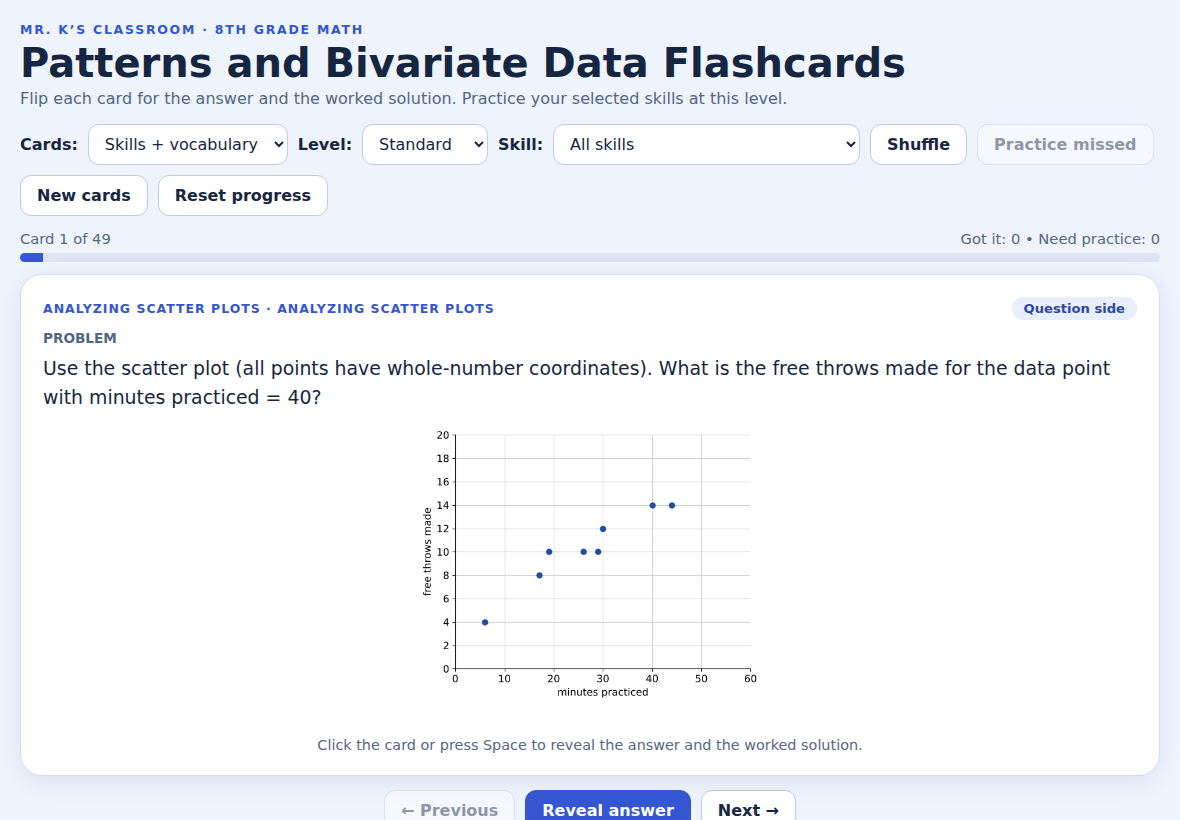 MR. K’S CLASSROOM · 8TH GRADE MATH
Patterns and Bivariate Data Flashcards
Flip each card for the answer and the worked solution. Practice your selected skills at this level.
Cards: Skills + vocabulary Level: Standard Skill: All skills Shuffle Practice missed
New cards Reset progress
Card 1 of 49 Got it: 0 • Need practice: 0
ANALYZING SCATTER PLOTS · ANALYZING SCATTER PLOTS Question side
PROBLEM
Use the scatter plot (all points have whole-number coordinates). What is the free throws made for the data point
with minutes practiced = 40?
20
18
16
14
12
10
8
6
4
2
0
free throws made
0 10 20 30 40 50 60
minutes practiced
Click the card or press Space to reveal the answer and the worked solution.
← Previous Reveal answer Next →